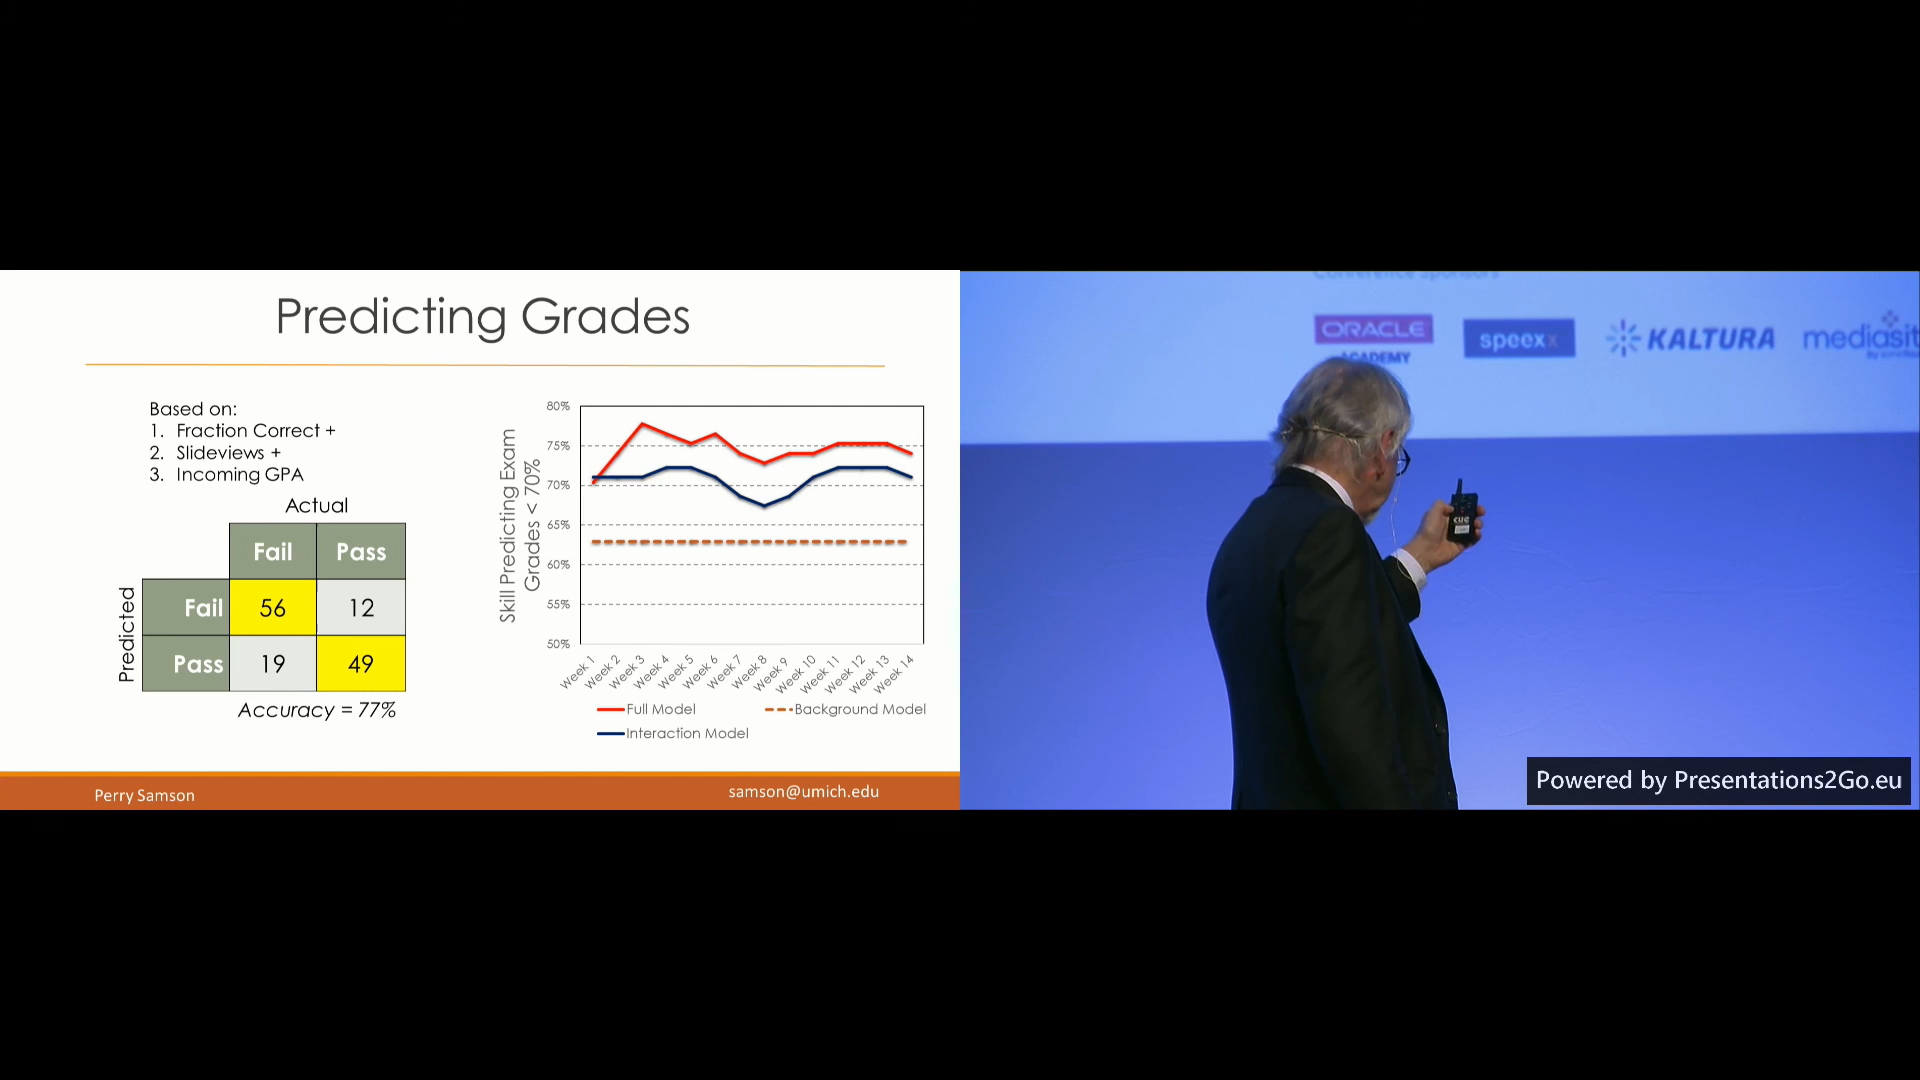 Predicting Grades
Based on:
1. Fraction Correct +
2. Slideviews +
3. Incoming GPA
Actual
Fail Pass
Predicted
Fail 56 12
Pass 19 49
Accuracy = 77%
Skill Predicting Exam
Grades < 70%
80%
75%
70%
65%
60%
55%
50%
Week 1
Week 2
Week 3
Week 4
Week 5
Week 6
Week 7
Week 8
Week 9
Week 10
Week 11
Week 12
Week 13
Week 14
Full Model
Background Model
Interaction Model
Perry Samson
samson@umich.edu
Conference Sponsors
ORACLE
ACADEMY
speexx
KALTURA
mediasit
cue
Powered by Presentations2Go.eu